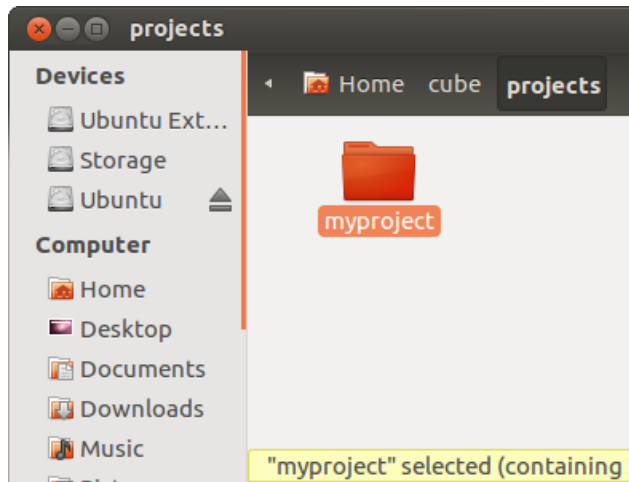 projects
Devices
Ubuntu Ext...
Storage
Ubuntu
Computer
Home
Desktop
Documents
Downloads
Music
Home cube projects
myproject
"myproject" selected (containing